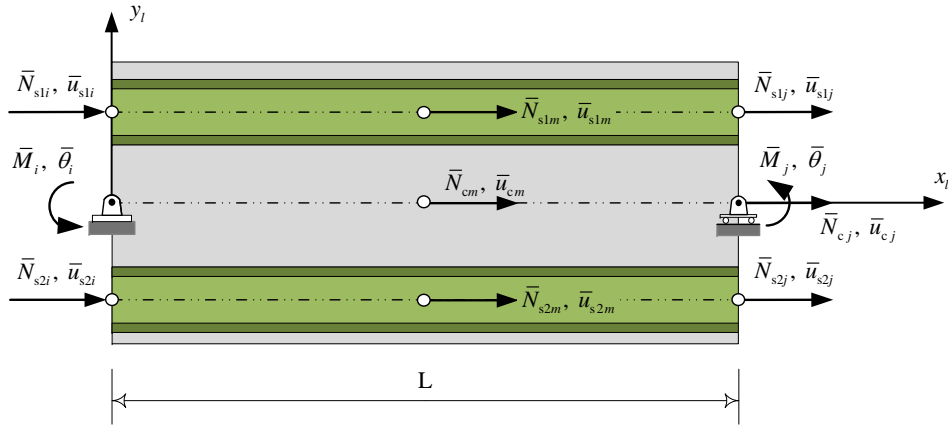 y_l
N̄_s1i, ū_s1i
N̄_s1m, ū_s1m
N̄_s1j, ū_s1j
M̄_i, θ̄_i
N̄_cm, ū_cm
M̄_j, θ̄_j
x_l
N̄_cj, ū_cj
N̄_s2i, ū_s2i
N̄_s2m, ū_s2m
N̄_s2j, ū_s2j
L